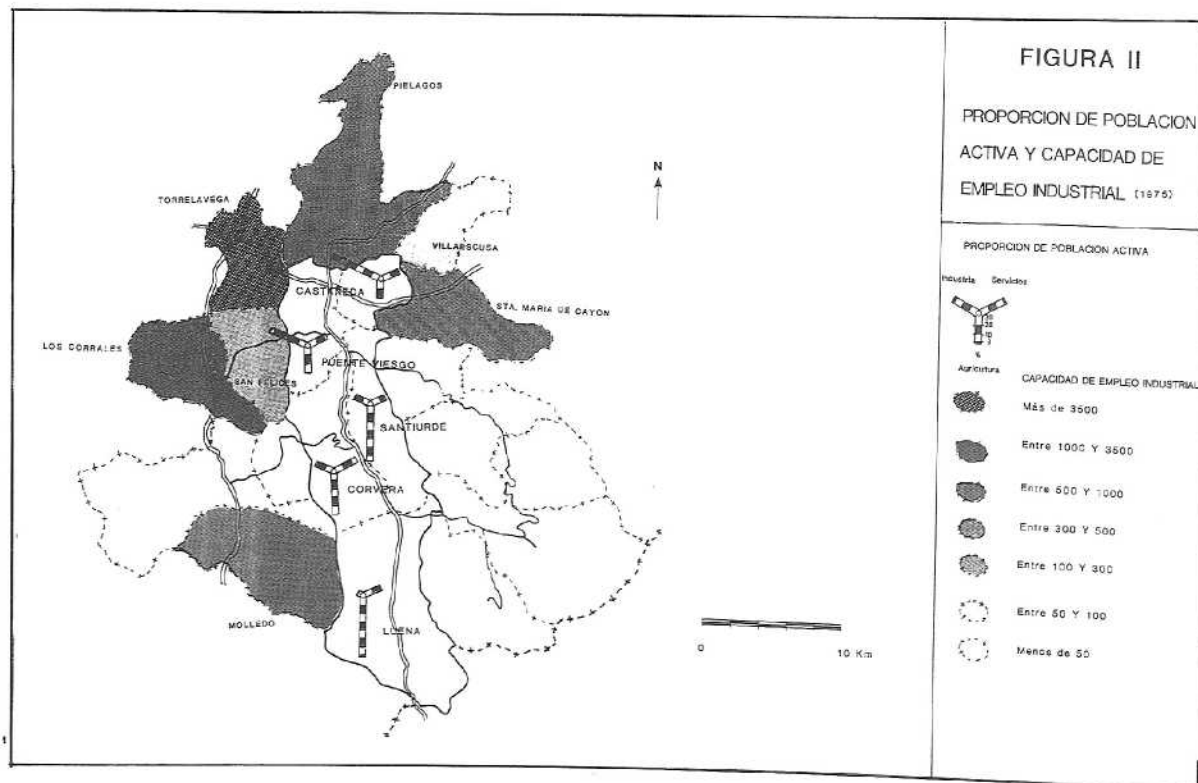 FIGURA II
PROPORCION DE POBLACION
ACTIVA Y CAPACIDAD DE
EMPLEO INDUSTRIAL (1975)
PROPORCION DE POBLACION ACTIVA
Industria Servicios
30
20
10
%
Agricultura
CAPACIDAD DE EMPLEO INDUSTRIAL
Más de 3500
Entre 1000 Y 3500
Entre 500 Y 1000
Entre 300 Y 500
Entre 100 Y 300
Entre 50 Y 100
Menos de 50
PIELAGOS
N
TORRELAVEGA
VILLAESCUSA
CASTAÑEDA
STA. MARIA DE CAYON
LOS CORRALES
PUENTE VIESGO
SAN FELICES
SANTIURDE
CORVERA
MOLLEDO
LUENA
0 10 Km